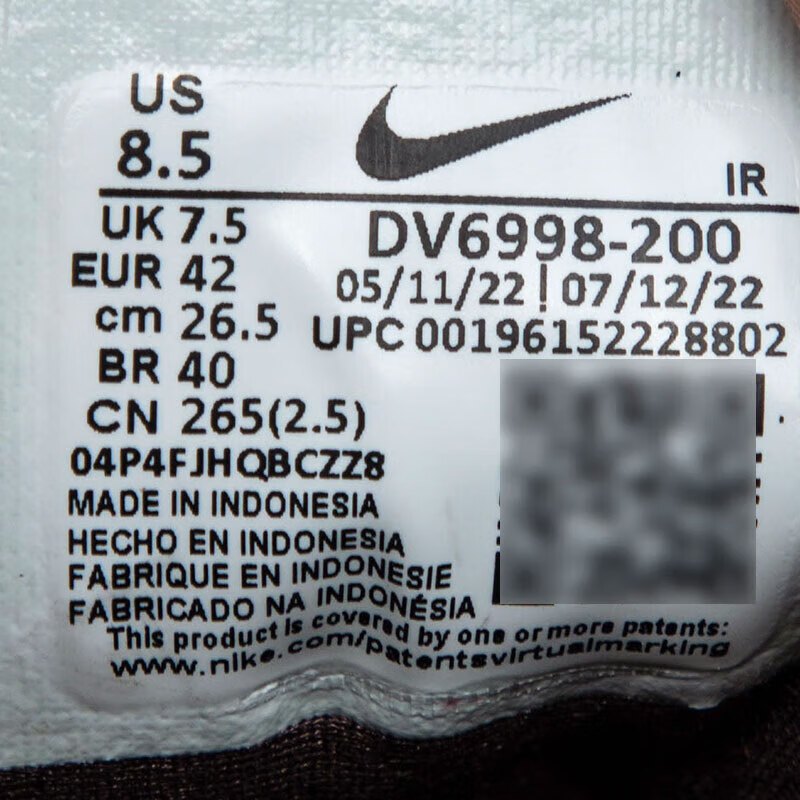 US
8.5
IR
UK 7.5
EUR 42
cm 26.5
BR 40
CN 265(2.5)
DV6998-200
05/11/22 | 07/12/22
UPC 00196152228802
04P4FJHQBCZZ8
MADE IN INDONESIA
HECHO EN INDONESIA
FABRIQUE EN INDONESIE
FABRICADO NA INDONÉSIA
This product is covered by one or more patents:
www.nike.com/patentsvirtualmarking